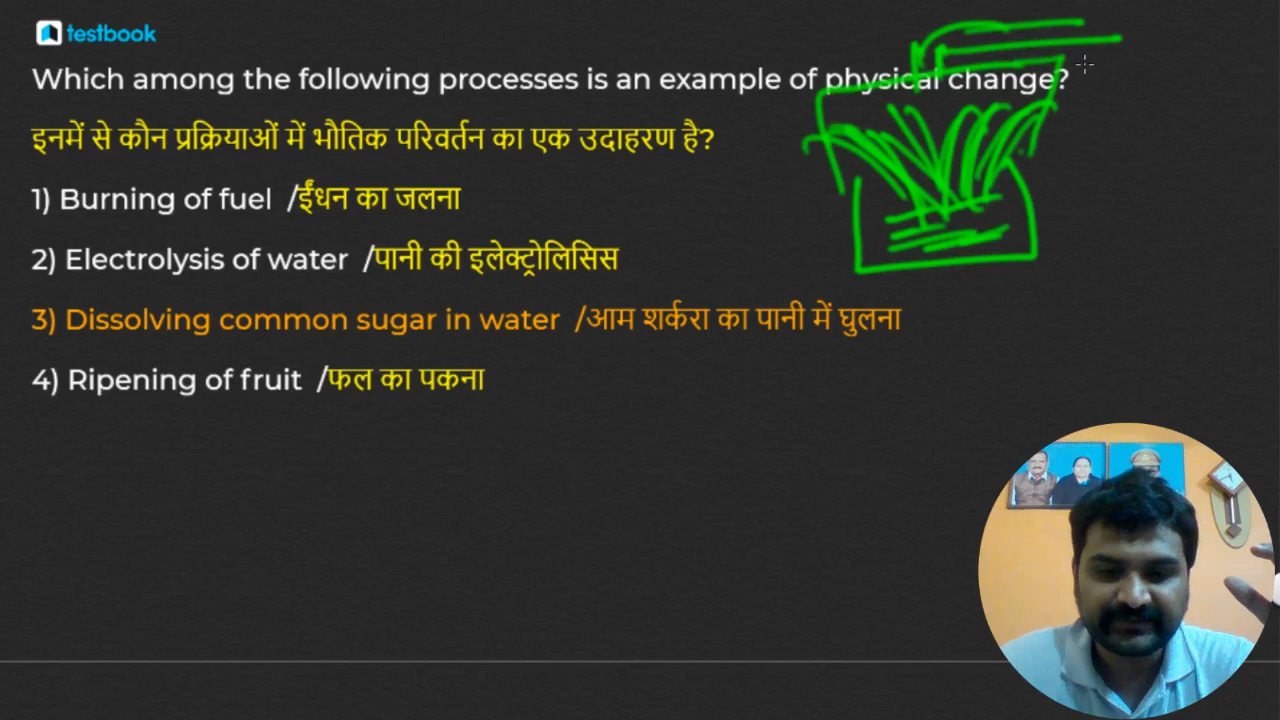 testbook
Which among the following processes is an example of physical change?
इनमें से कौन प्रक्रियाओं में भौतिक परिवर्तन का एक उदाहरण है?
1) Burning of fuel /ईंधन का जलना
2) Electrolysis of water /पानी की इलेक्ट्रोलिसिस
3) Dissolving common sugar in water /आम शर्करा का पानी में घुलना
4) Ripening of fruit /फल का पकना